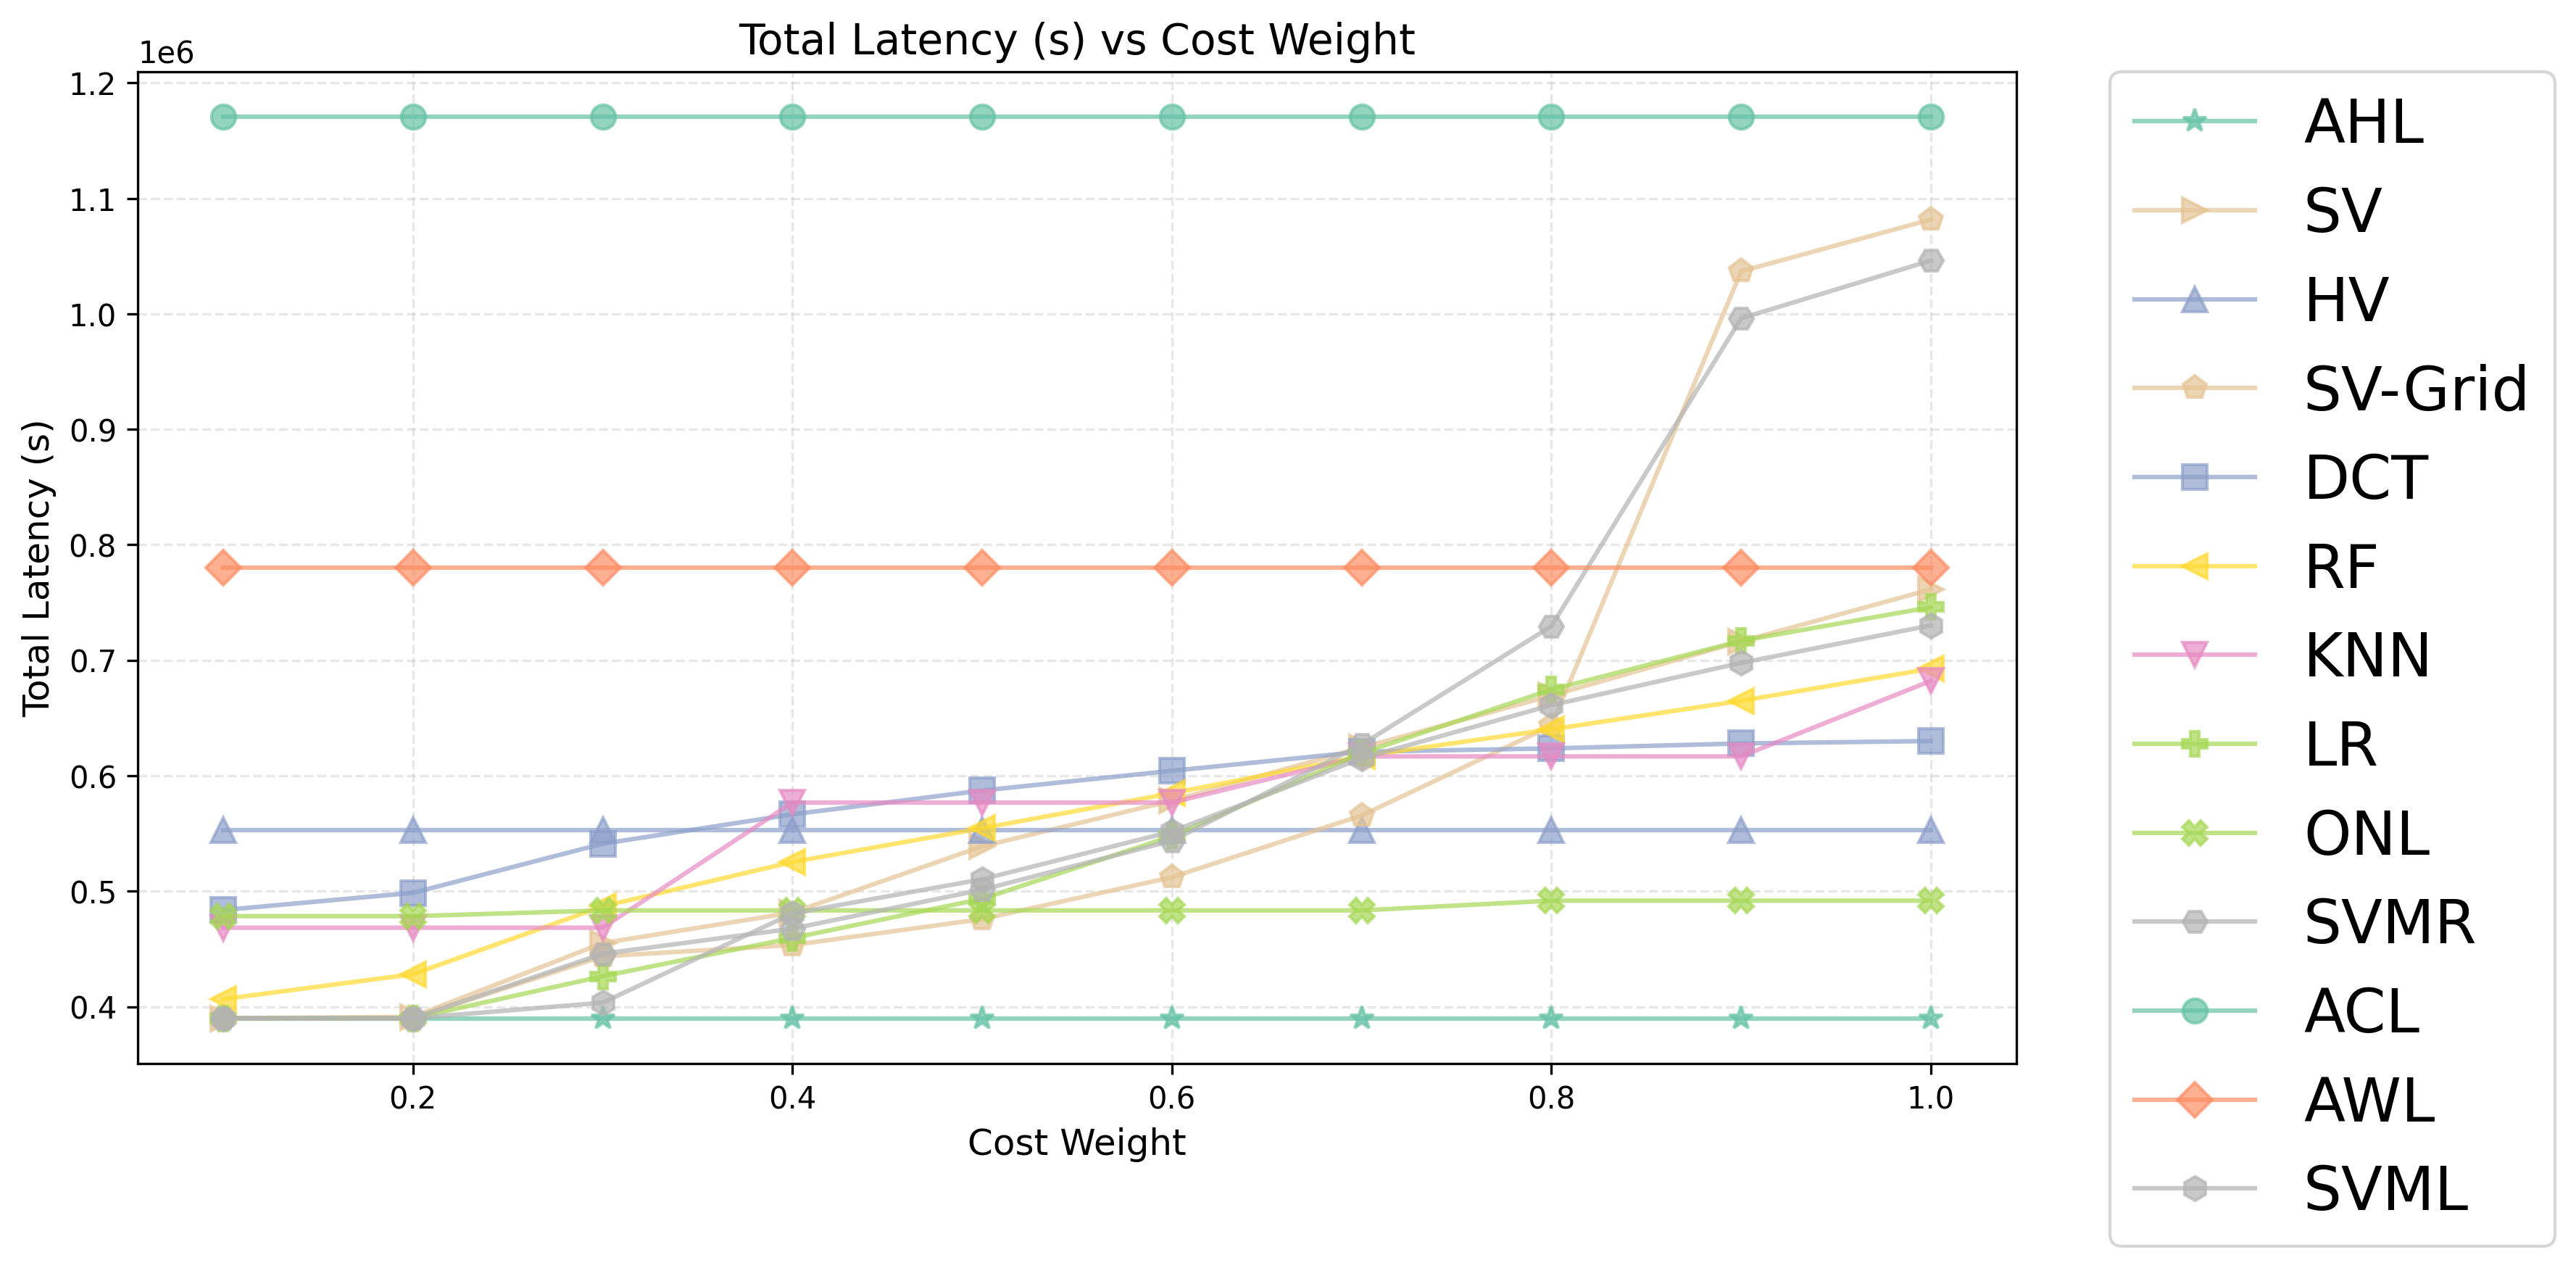 Total Latency (s) vs Cost Weight
1e6
1.2
1.1
1.0
0.9
0.8
0.7
0.6
0.5
0.4
Total Latency (s)
0.2 0.4 0.6 0.8 1.0
Cost Weight
AHL
SV
HV
SV-Grid
DCT
RF
KNN
LR
ONL
SVMR
ACL
AWL
SVML